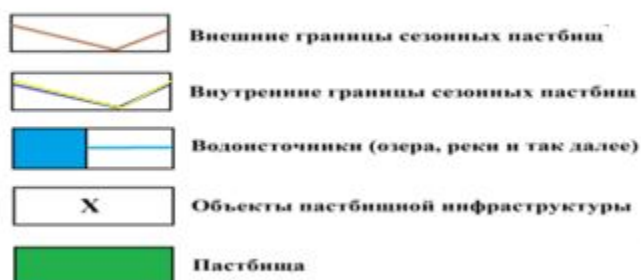 Внешние границы сезонных пастбищ
Внутренние границы сезонных пастбищ
Водоисточники (озера, реки и так далее)
X Объекты пастбищной инфраструктуры
Пастбища